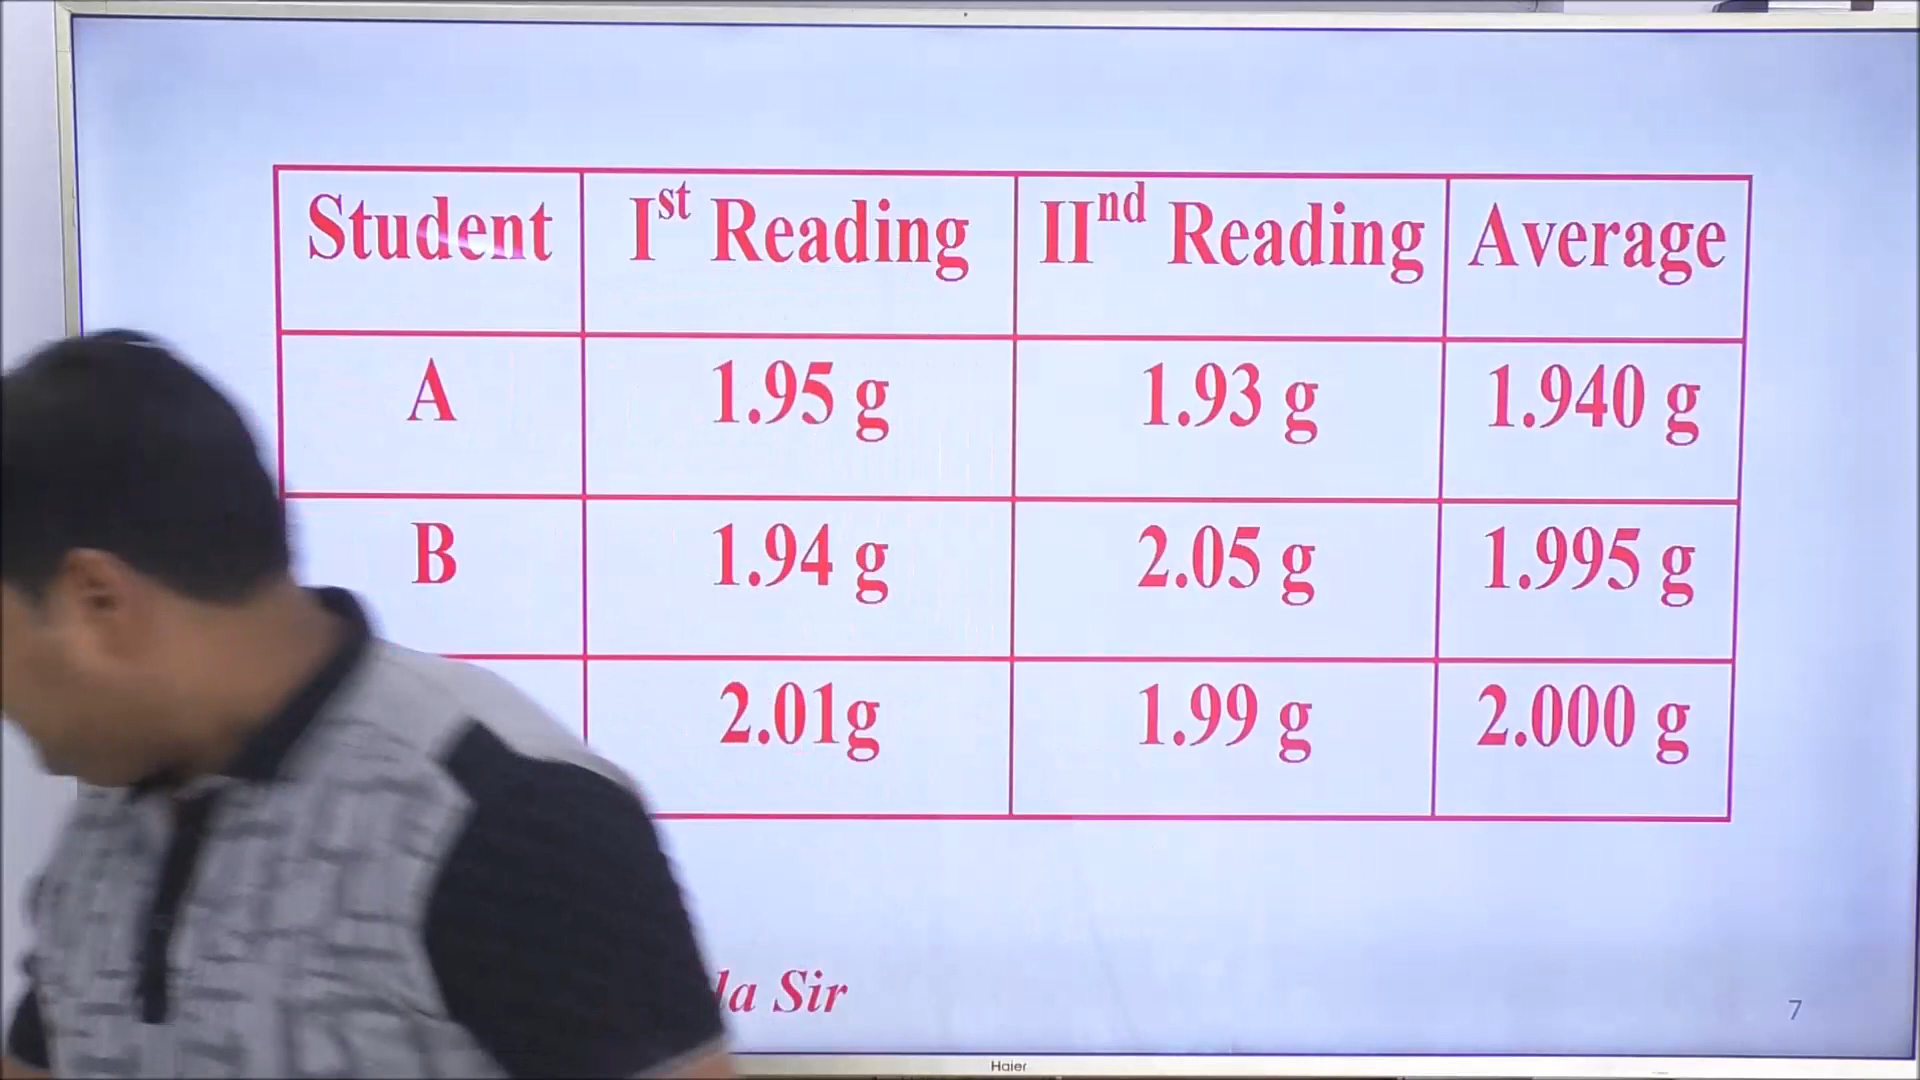 Student Iˢᵗ Reading IIⁿᵈ Reading Average
A 1.95 g 1.93 g 1.940 g
B 1.94 g 2.05 g 1.995 g
2.01g 1.99 g 2.000 g
Sir
7
Haier